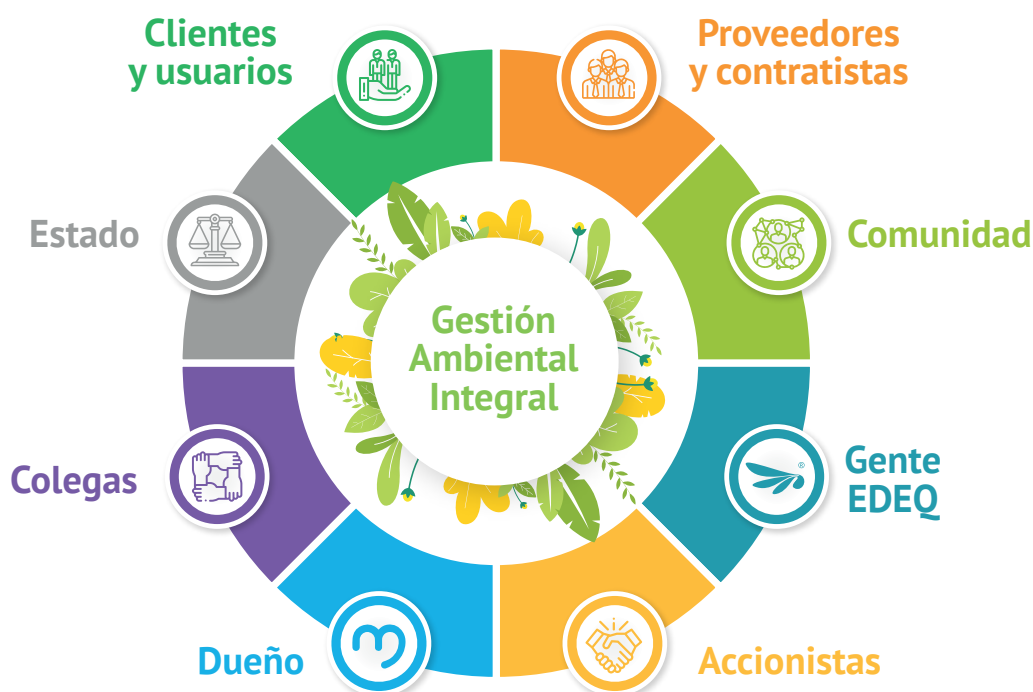 Clientes
y usuarios
Proveedores
y contratistas
Estado
Comunidad
Gestión
Ambiental
Integral
Colegas
Gente
EDEQ
Dueño
Accionistas